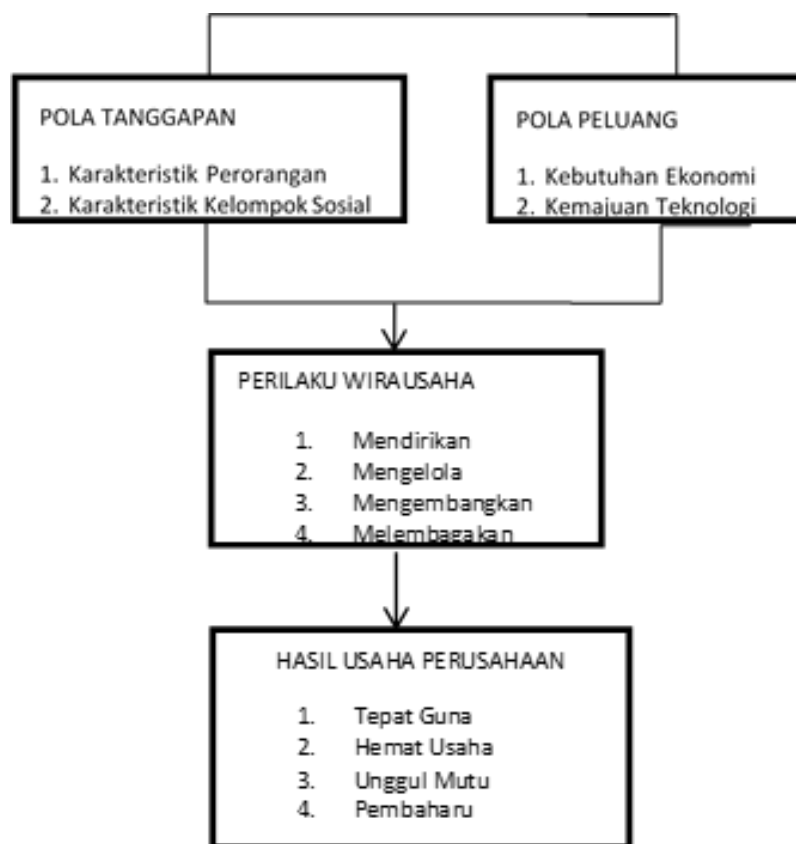 POLA TANGGAPAN
1. Karakteristik Perorangan
2. Karakteristik Kelompok Sosial
POLA PELUANG
1. Kebutuhan Ekonomi
2. Kemajuan Teknologi
PERILAKU WIRAUSAHA
1. Mendirikan
2. Mengelola
3. Mengembangkan
4. Melembagakan
HASIL USAHA PERUSAHAAN
1. Tepat Guna
2. Hemat Usaha
3. Unggul Mutu
4. Pembaharu